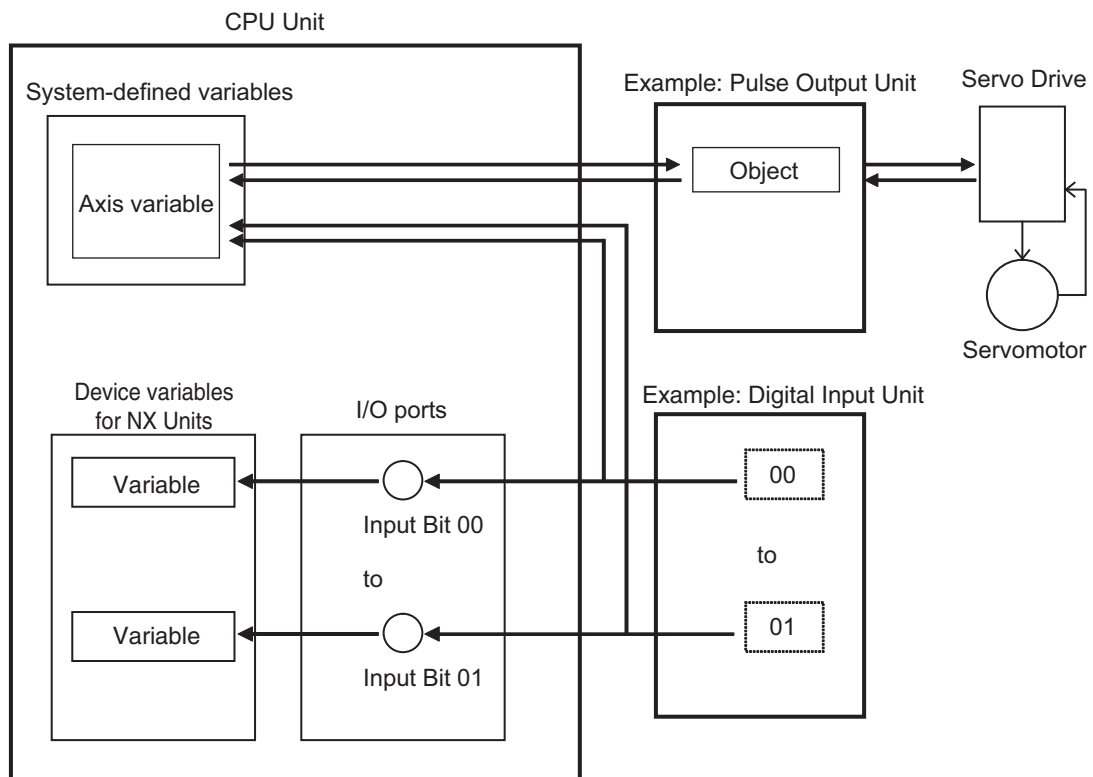 CPU Unit
System-defined variables
Axis variable
Example: Pulse Output Unit
Object
Servo Drive
Servomotor
Device variables
for NX Units
I/O ports
Example: Digital Input Unit
Variable
Input Bit 00
00
to
to
Variable
Input Bit 01
01